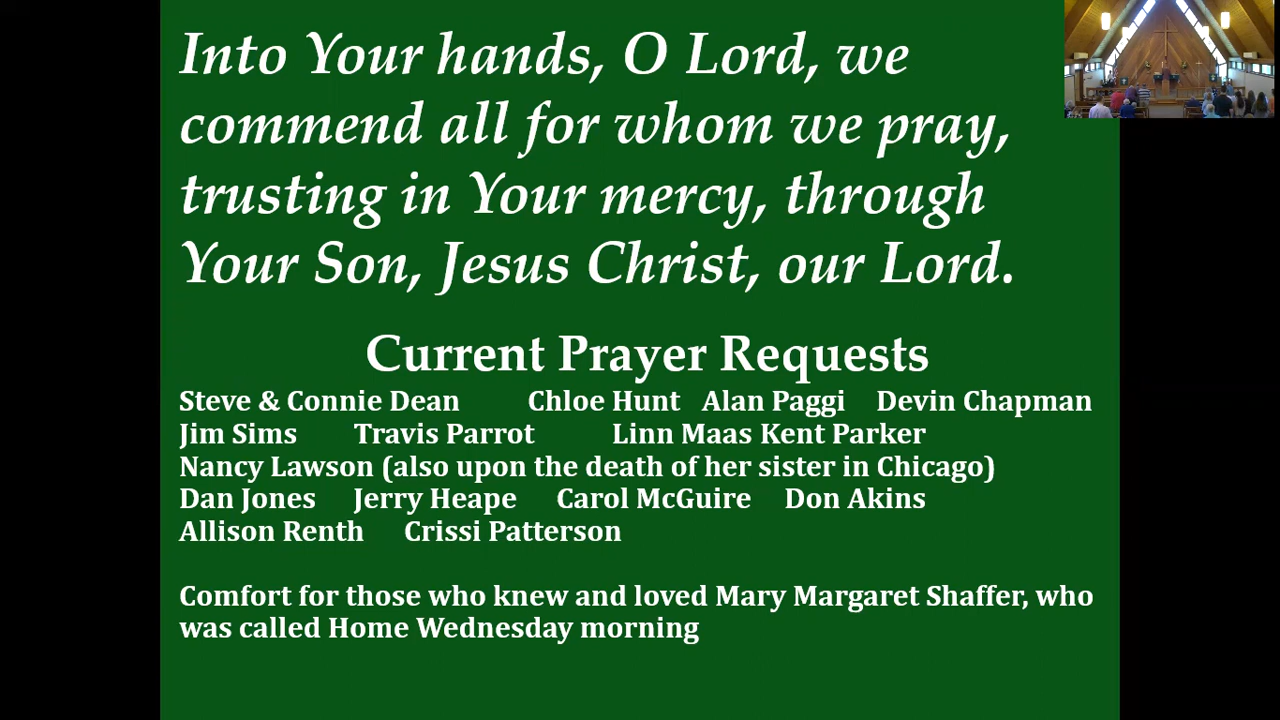 Into Your hands, O Lord, we
commend all for whom we pray,
trusting in Your mercy, through
Your Son, Jesus Christ, our Lord.
Current Prayer Requests
Steve & Connie Dean Chloe Hunt Alan Paggi Devin Chapman
Jim Sims Travis Parrot Linn Maas Kent Parker
Nancy Lawson (also upon the death of her sister in Chicago)
Dan Jones Jerry Heape Carol McGuire Don Akins
Allison Renth Crissi Patterson
Comfort for those who knew and loved Mary Margaret Shaffer, who
was called Home Wednesday morning